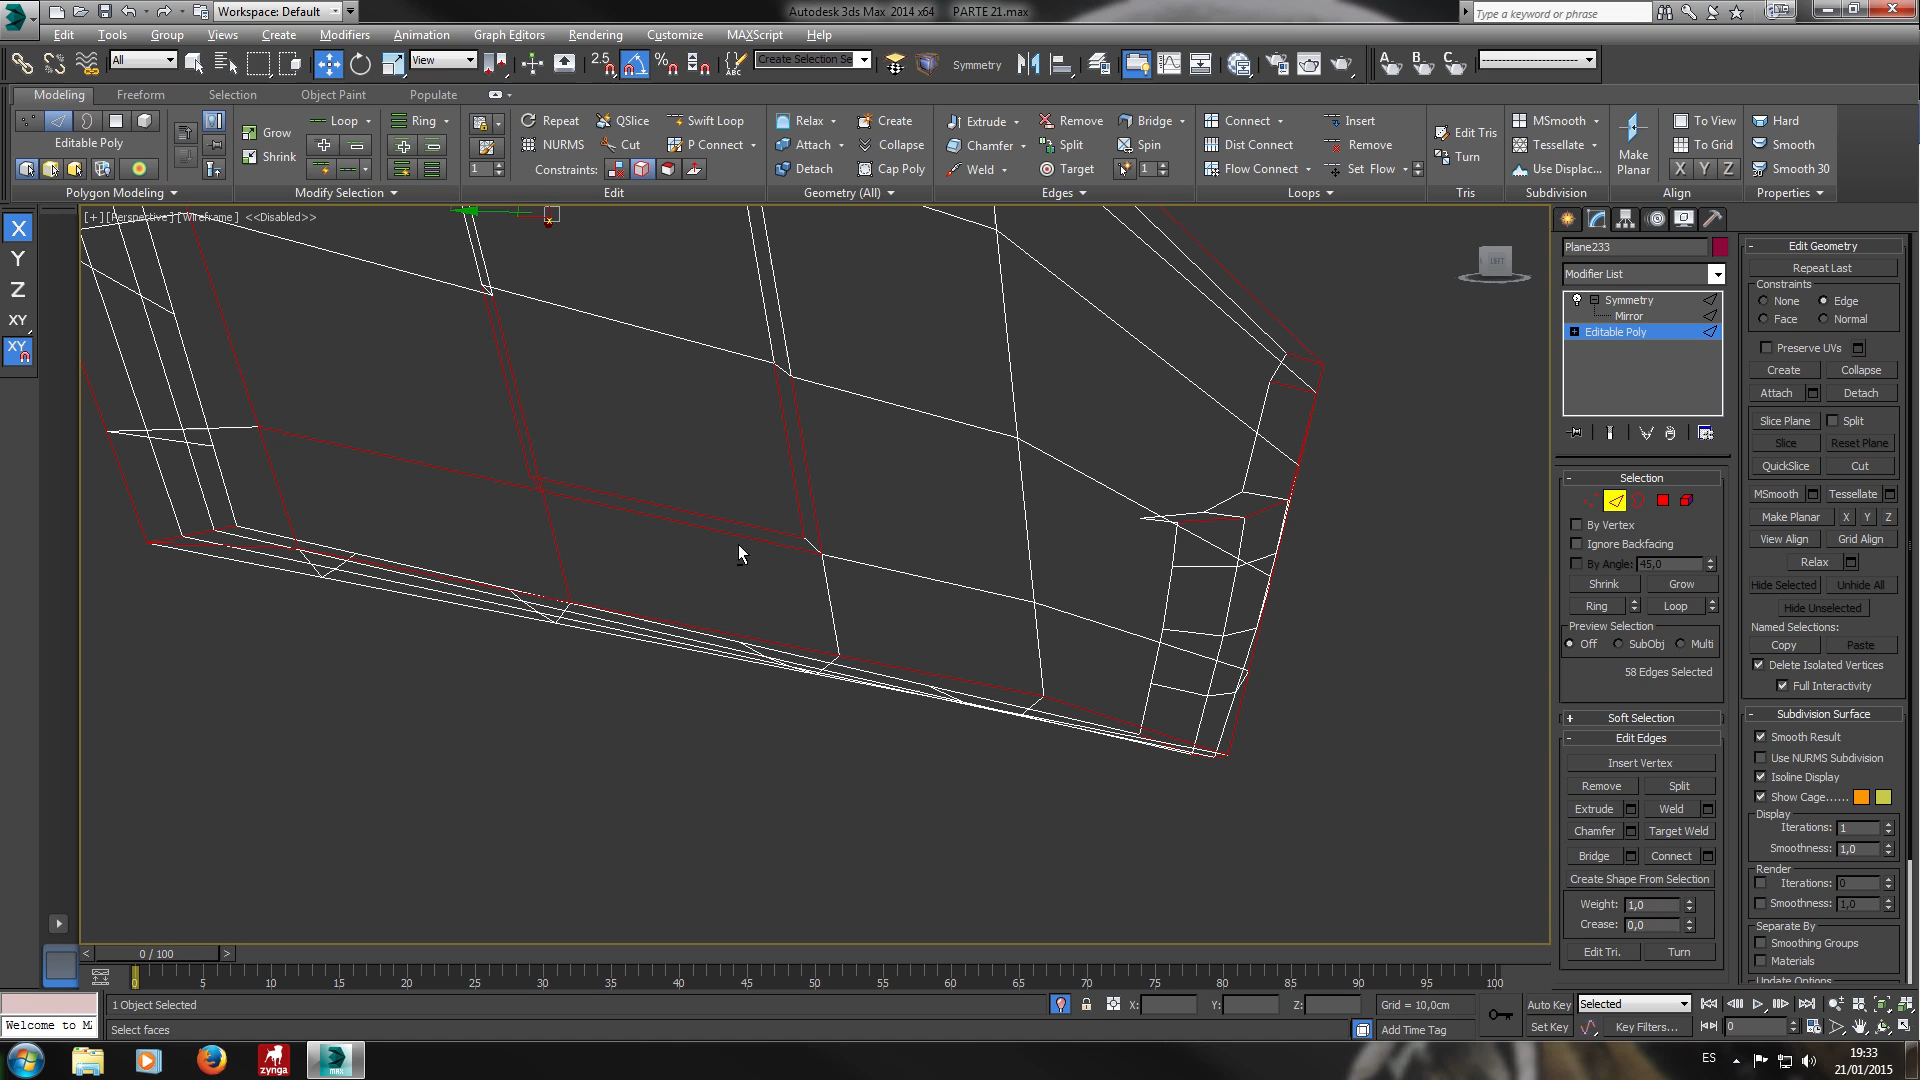 Workspace: Default
Autodesk 3ds Max 2014 x64 PARTE 21.max
Type a keyword or phrase
Edit Tools Group Views Create Modifiers Animation Graph Editors Rendering Customize MAXScript Help
All View 2.5 Create Selection Se Symmetry
Modeling Freeform Selection Object Paint Populate
Loop Ring Repeat QSlice Swift Loop Relax Create Extrude Remove Bridge Connect Insert MSmooth To View Hard
Editable Poly Grow NURMS Cut P Connect Attach Collapse Chamfer Split Spin Dist Connect Remove Edit Tris Tessellate Make Planar To Grid Smooth
Shrink 1 Constraints: Detach Cap Poly Weld Target 1 Flow Connect Set Flow Turn Use Displac... X Y Z Smooth 30
Polygon Modeling Modify Selection Edit Geometry (All) Edges Loops Tris Subdivision Align Properties
[+] [Perspective] [Wireframe] <<Disabled>>
X
Y
Z
XY
XY
LEFT
Plane233
Modifier List
Symmetry
Mirror
Editable Poly
Selection
By Vertex
Ignore Backfacing
By Angle: 45,0
Shrink Grow
Ring Loop
Preview Selection
Off SubObj Multi
58 Edges Selected
Soft Selection
Edit Edges
Insert Vertex
Remove Split
Extrude Weld
Chamfer Target Weld
Bridge Connect
Create Shape From Selection
Weight: 1,0
Crease: 0,0
Edit Tri. Turn
Edit Geometry
Repeat Last
Constraints
None Edge
Face Normal
Preserve UVs
Create Collapse
Attach Detach
Slice Plane Split
Slice Reset Plane
QuickSlice Cut
MSmooth Tessellate
Make Planar X Y Z
View Align Grid Align
Relax
Hide Selected Unhide All
Hide Unselected
Named Selections:
Copy Paste
Delete Isolated Vertices
Full Interactivity
Subdivision Surface
Smooth Result
Use NURMS Subdivision
Isoline Display
Show Cage......
Display
Iterations: 1
Smoothness: 1,0
Render
Iterations: 0
Smoothness: 1,0
Separate By
Smoothing Groups
Materials
Update Options
0 / 100
0 5 10 15 20 25 30 35 40 45 50 55 60 65 70 75 80 85 90 95 100
1 Object Selected X: Y: Z: Grid = 10,0cm Auto Key Selected
Welcome to MA Select faces Add Time Tag Set Key Key Filters... 0
zynga
MAX
ES 19:33
21/01/2015